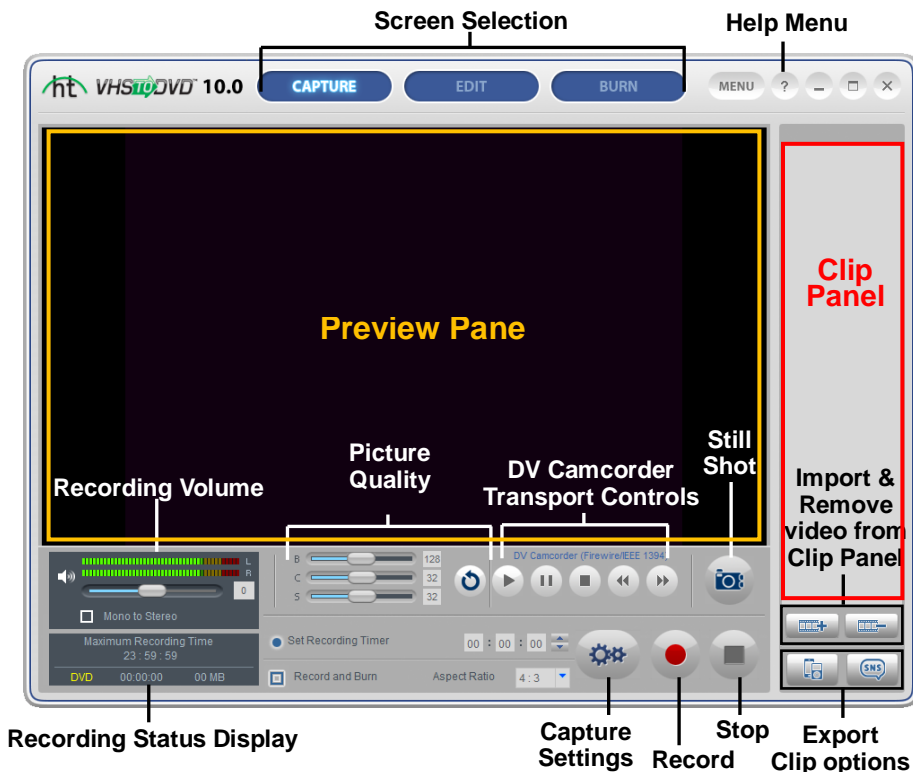 Screen Selection
Help Menu
ht VHSTODVD™ 10.0
CAPTURE
EDIT
BURN
MENU
?
Clip
Panel
Preview Pane
Still
Shot
Picture
Quality
DV Camcorder
Transport Controls
Recording Volume
Import &
Remove
video from
Clip Panel
L
R
0
Mono to Stereo
B 128
C 32
S 32
DV Camcorder (Firewire/IEEE 1394)
Maximum Recording Time
23 : 59 : 59
DVD 00:00:00 00 MB
Set Recording Timer 00 : 00 : 00
Record and Burn Aspect Ratio 4 : 3
SNS
Recording Status Display
Capture
Settings
Record
Stop
Export
Clip options